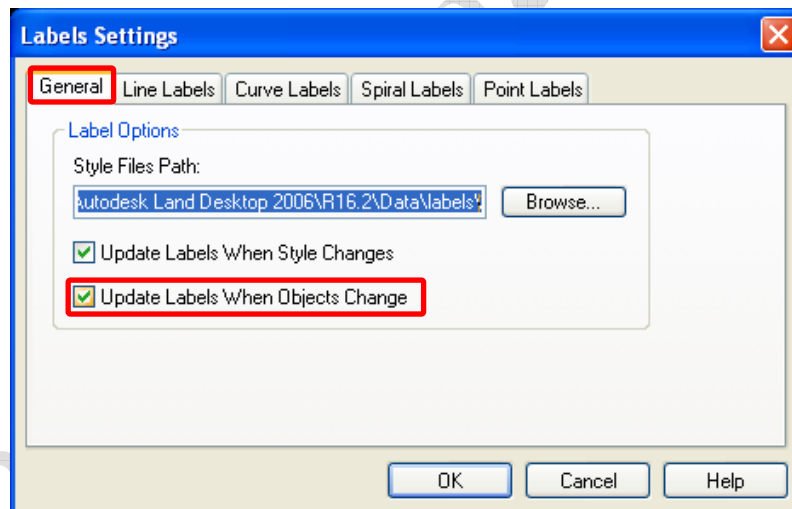 Labels Settings
General Line Labels Curve Labels Spiral Labels Point Labels
Label Options
Style Files Path:
Autodesk Land Desktop 2006\R16.2\Data\labels\ Browse...
Update Labels When Style Changes
Update Labels When Objects Change
OK Cancel Help